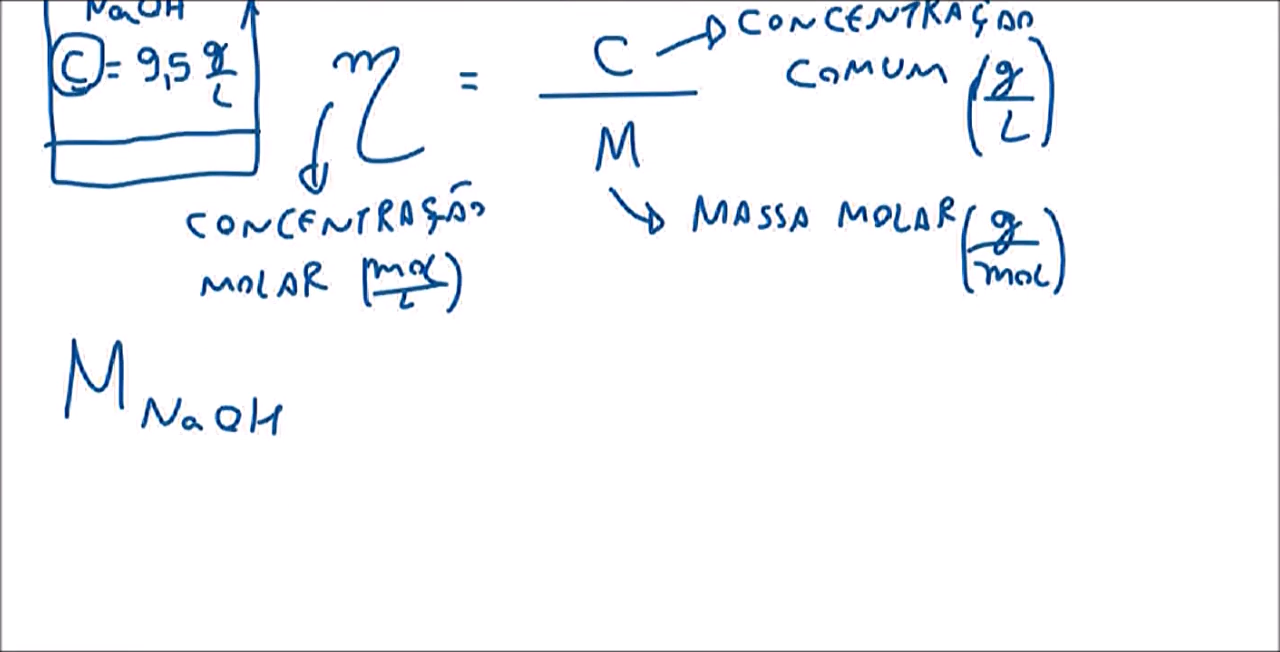 NaOH
C = 9,5 g/L
𝔐 = C/M
CONCENTRAÇÃO
COMUM (g/L)
CONCENTRAÇÃO
MOLAR (mol/L)
MASSA MOLAR (g/mol)
M NaOH